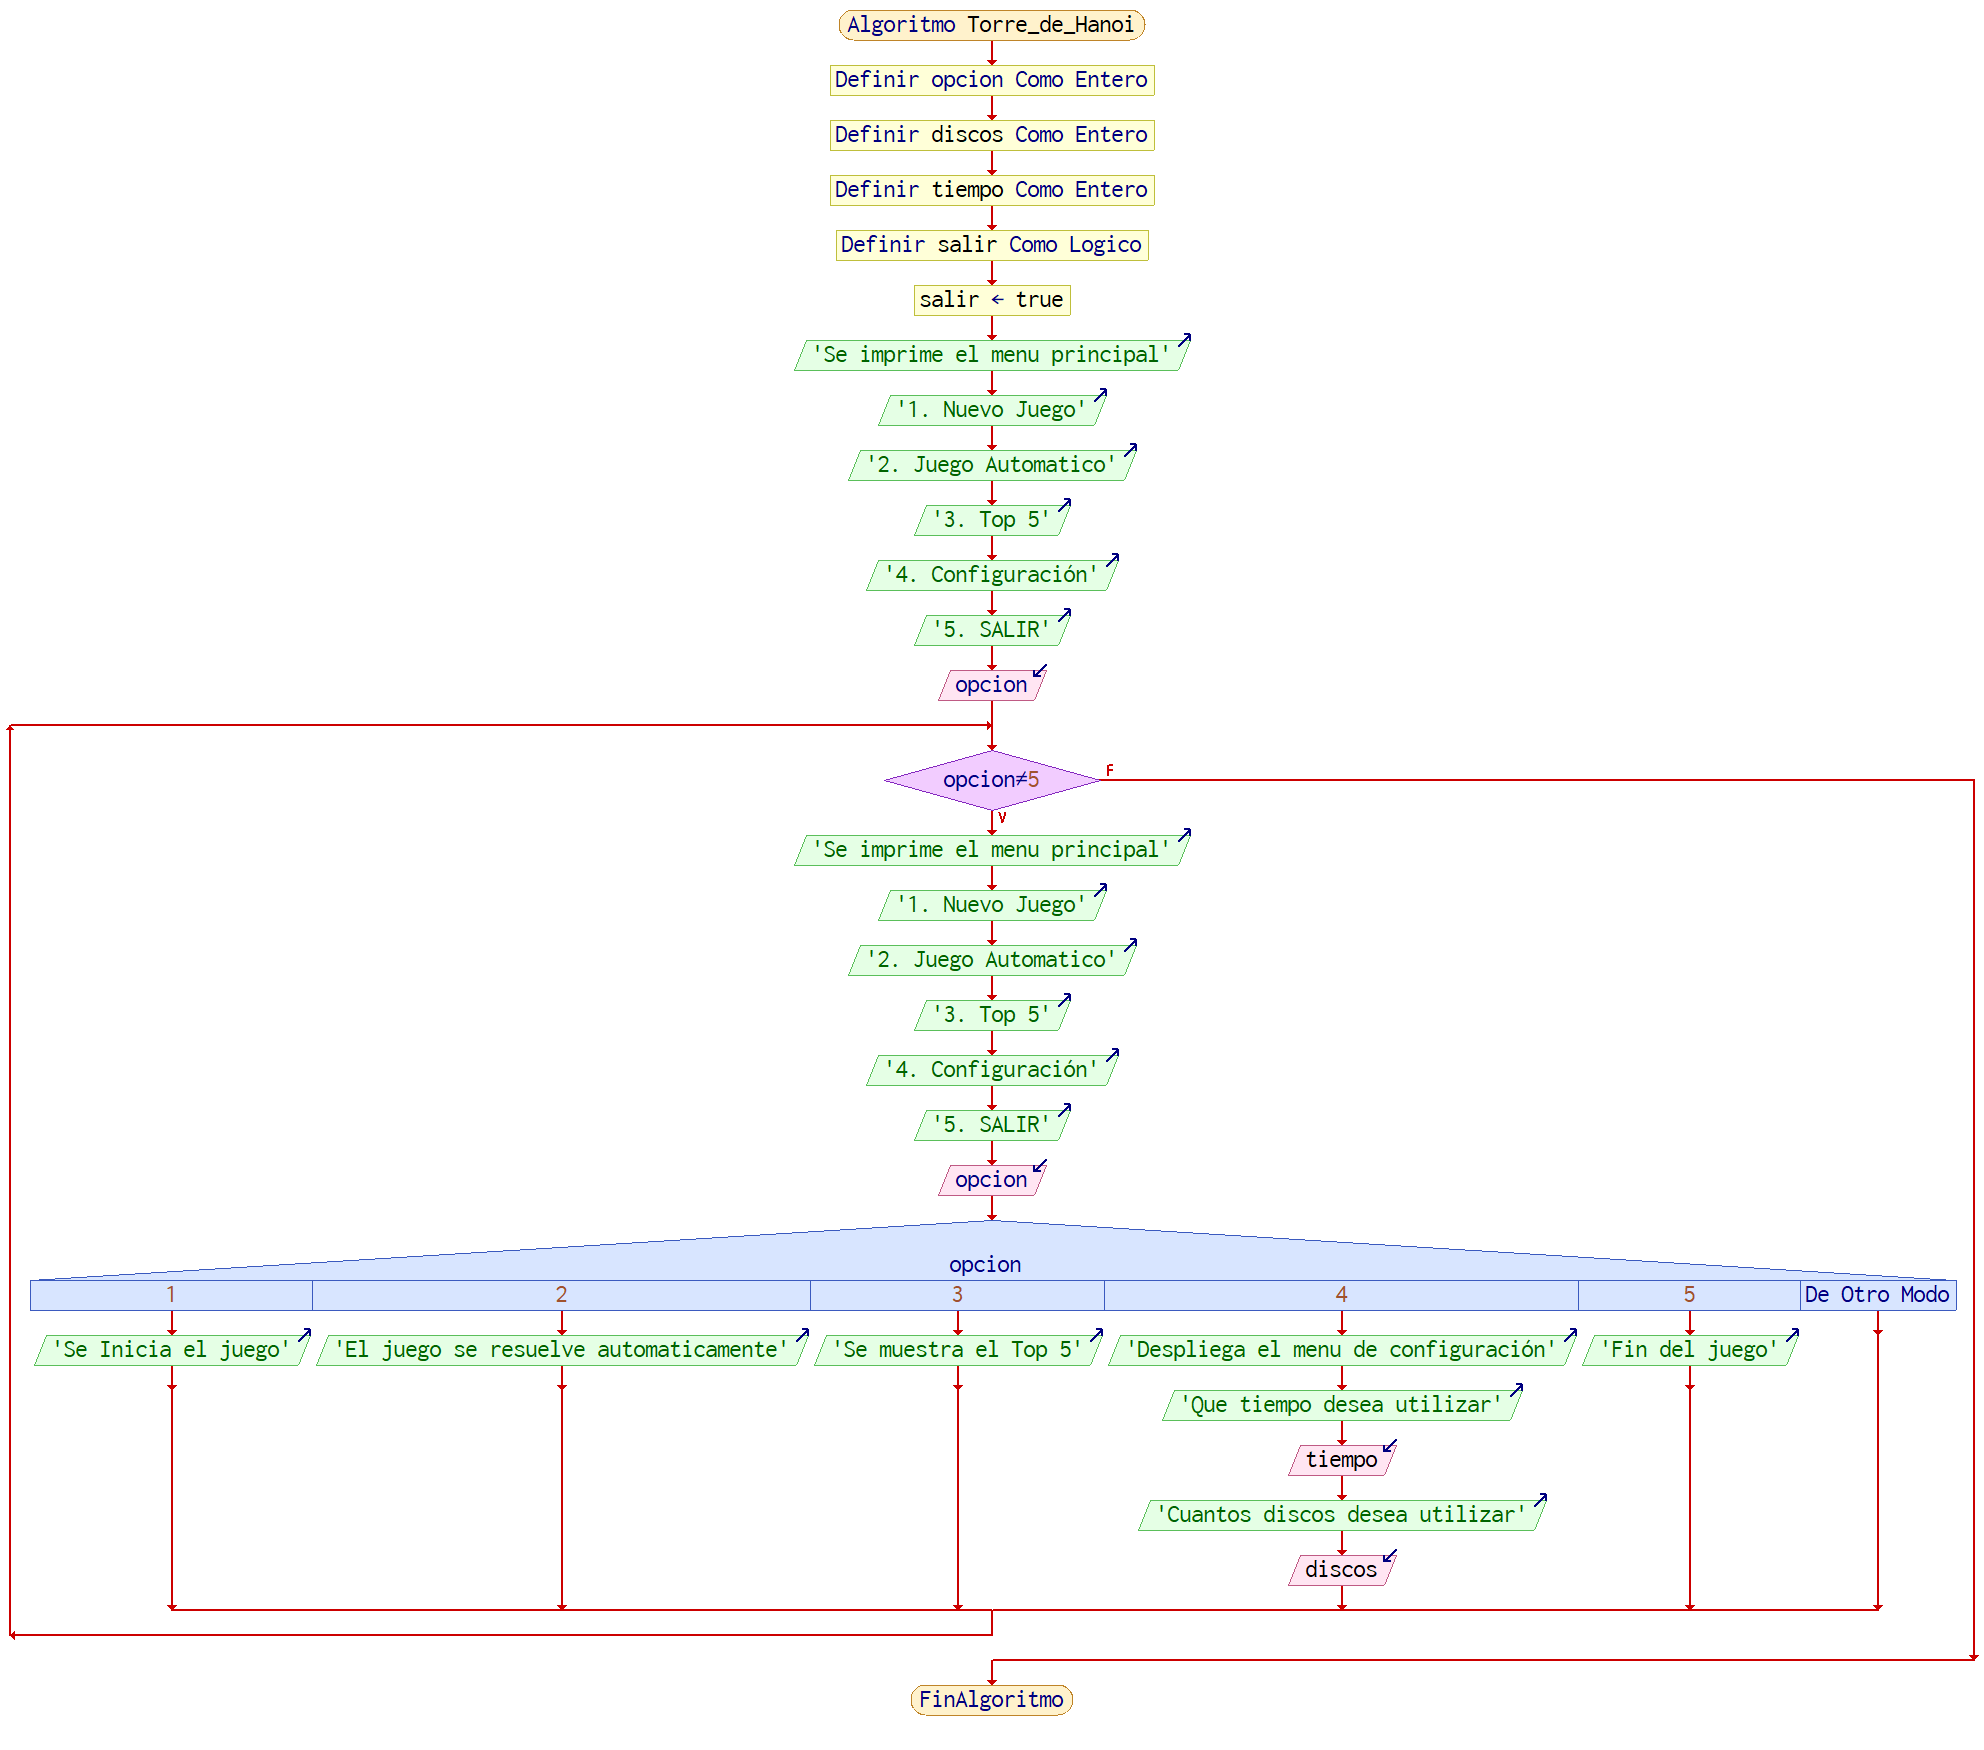 Algoritmo Torre_de_Hanoi
Definir opcion Como Entero
Definir discos Como Entero
Definir tiempo Como Entero
Definir salir Como Logico
salir ← true
'Se imprime el menu principal'
'1. Nuevo Juego'
'2. Juego Automatico'
'3. Top 5'
'4. Configuración'
'5. SALIR'
opcion
opcion≠5
F
V
'Se imprime el menu principal'
'1. Nuevo Juego'
'2. Juego Automatico'
'3. Top 5'
'4. Configuración'
'5. SALIR'
opcion
opcion
1 2 3 4 5 De Otro Modo
'Se Inicia el juego' 'El juego se resuelve automaticamente' 'Se muestra el Top 5' 'Despliega el menu de configuración' 'Fin del juego'
'Que tiempo desea utilizar'
tiempo
'Cuantos discos desea utilizar'
discos
FinAlgoritmo